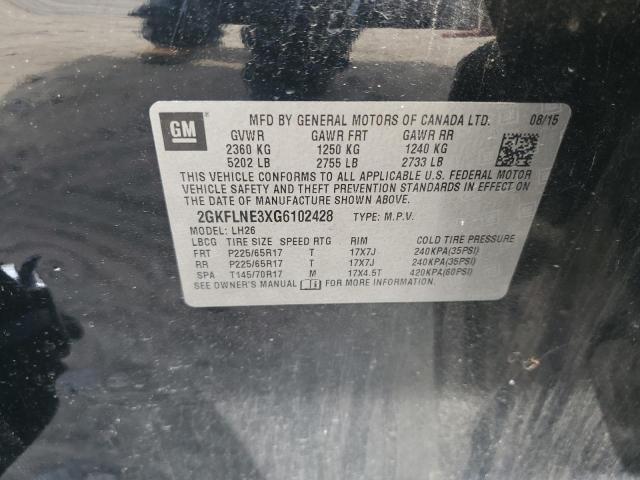 GM
MFD BY GENERAL MOTORS OF CANADA LTD. 08/15
GVWR GAWR FRT GAWR RR
2360 KG 1250 KG 1240 KG
5202 LB 2755 LB 2733 LB
THIS VEHICLE CONFORMS TO ALL APPLICABLE U.S. FEDERAL MOTOR
VEHICLE SAFETY AND THEFT PREVENTION STANDARDS IN EFFECT ON
THE DATE OF MANUFACTURE SHOWN ABOVE.
2GKFLNE3XG6102428 TYPE: M.P.V.
MODEL: LH26
LBCG TIRE SIZE SPEED RTG RIM COLD TIRE PRESSURE
FRT P225/65R17 T 17X7J 240KPA(35PSI)
RR P225/65R17 T 17X7J 240KPA(35PSI)
SPA T145/70R17 M 17X4.5T 420KPA(60PSI)
SEE OWNER'S MANUAL FOR MORE INFORMATION.